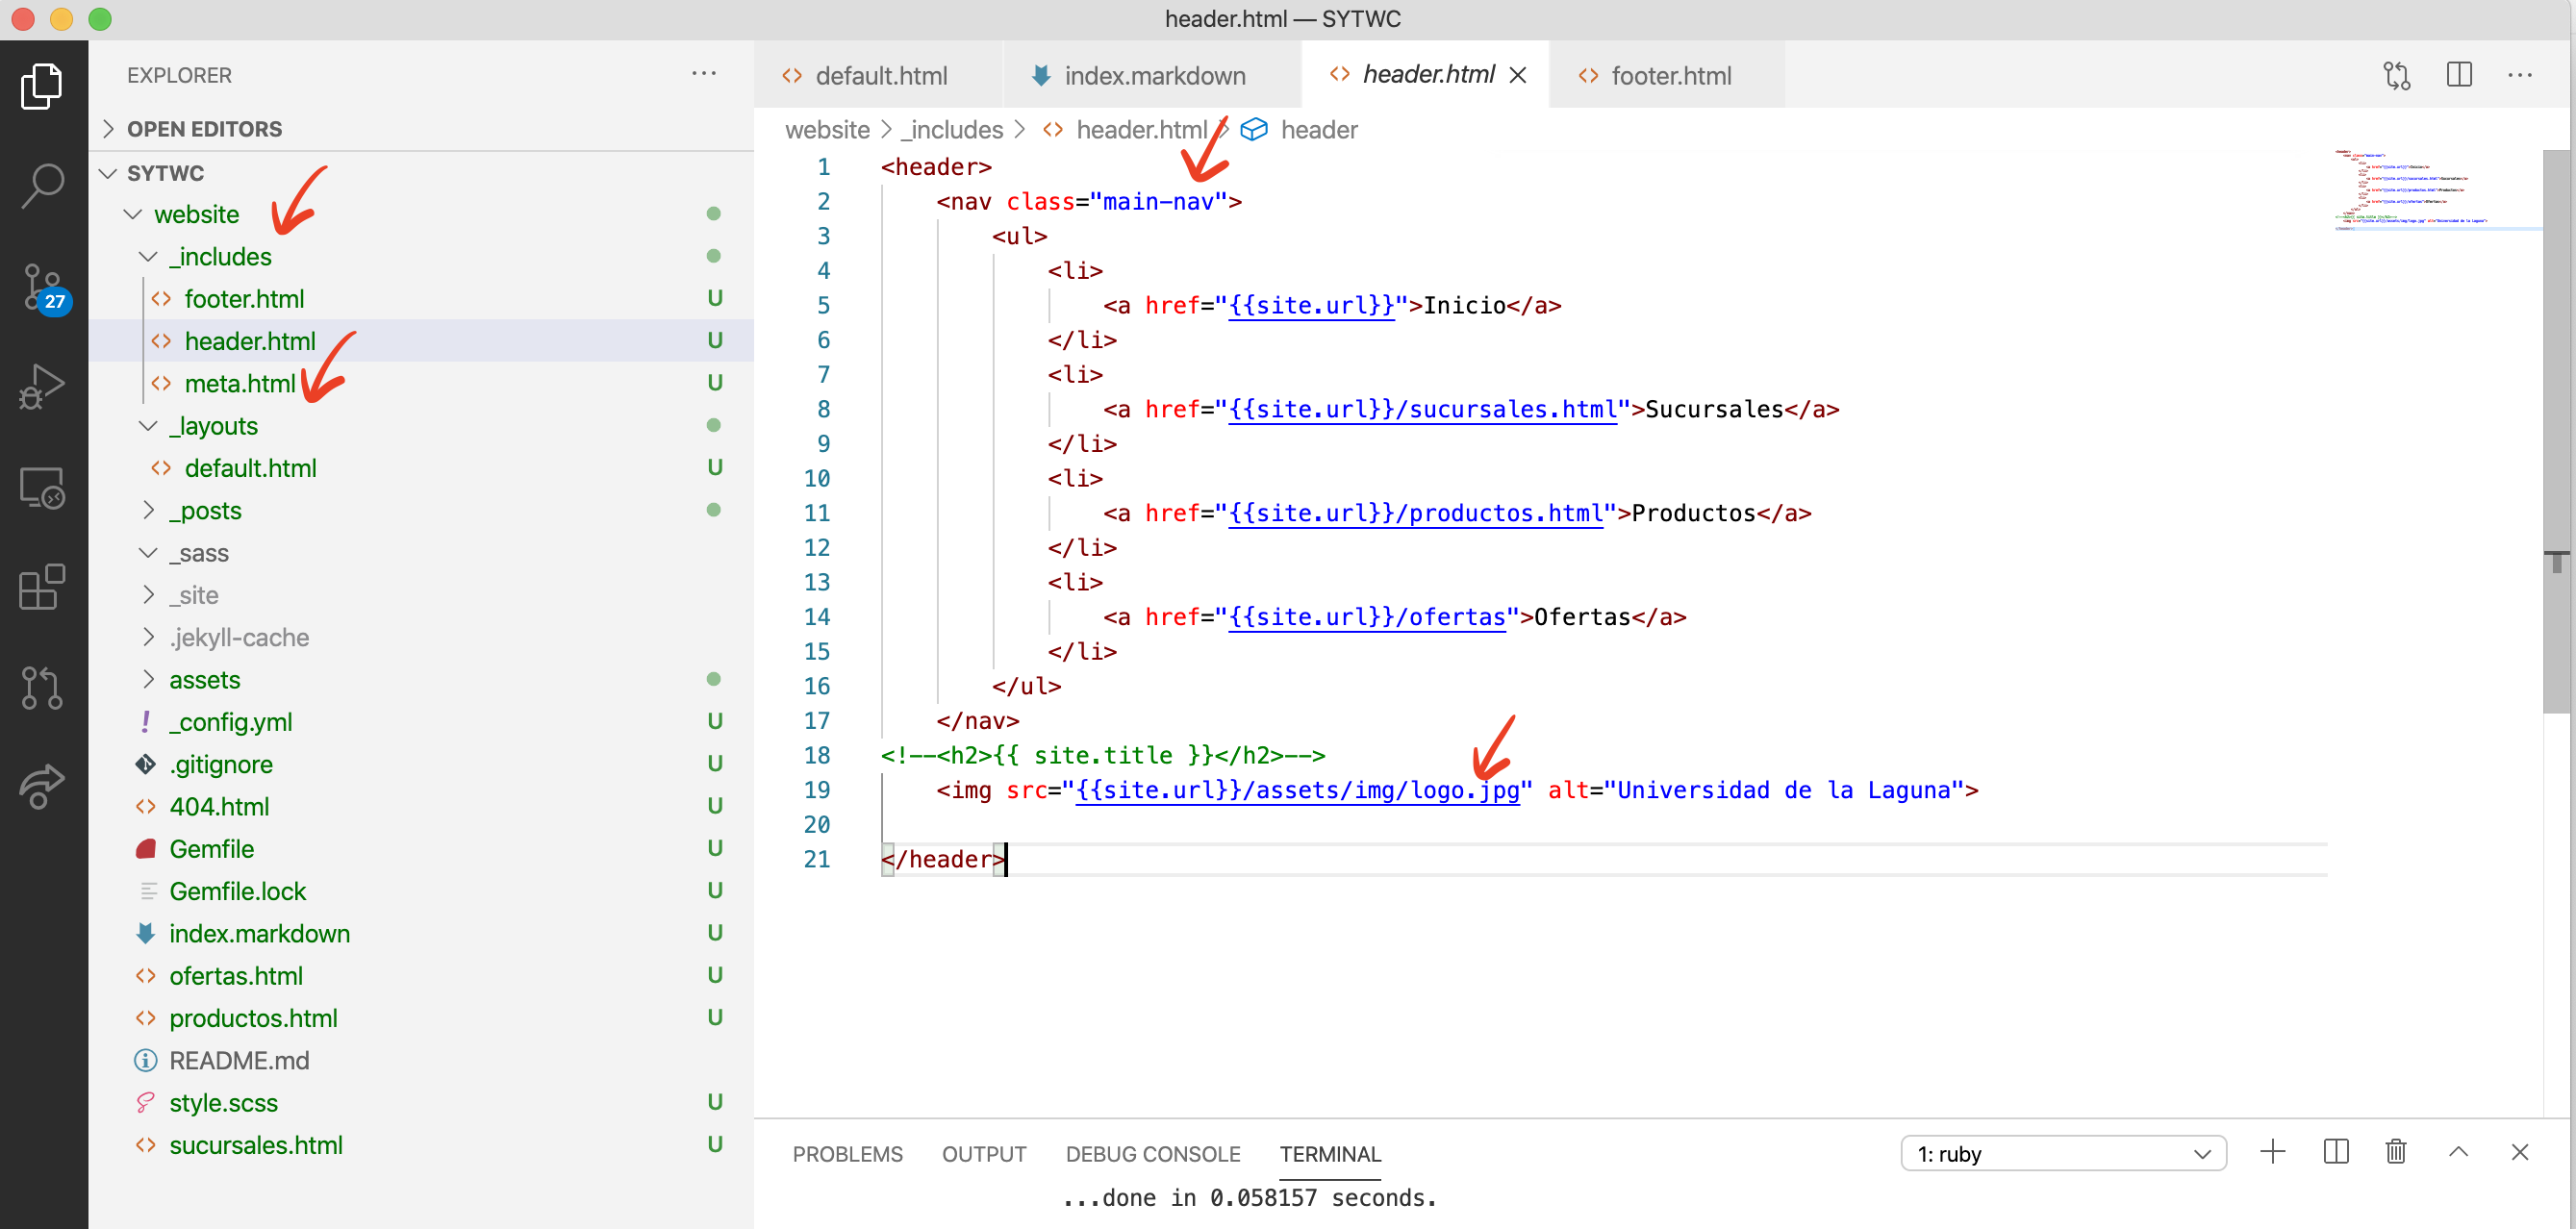 header.html — SYTWC
EXPLORER
OPEN EDITORS
SYTWC
website
_includes
footer.html U
header.html U
meta.html U
_layouts
default.html U
_posts
_sass
_site
.jekyll-cache
assets
_config.yml U
.gitignore U
404.html U
Gemfile U
Gemfile.lock U
index.markdown U
ofertas.html U
productos.html U
README.md
style.scss U
sucursales.html U
27
default.html index.markdown header.html footer.html
website > _includes > header.html > header
1 <header>
2 <nav class="main-nav">
3 <ul>
4 <li>
5 <a href="{{site.url}}">Inicio</a>
6 </li>
7 <li>
8 <a href="{{site.url}}/sucursales.html">Sucursales</a>
9 </li>
10 <li>
11 <a href="{{site.url}}/productos.html">Productos</a>
12 </li>
13 <li>
14 <a href="{{site.url}}/ofertas">Ofertas</a>
15 </li>
16 </ul>
17 </nav>
18 <!--<h2>{{ site.title }}</h2>-->
19 <img src="{{site.url}}/assets/img/logo.jpg" alt="Universidad de la Laguna">
20
21 </header>
PROBLEMS OUTPUT DEBUG CONSOLE TERMINAL 1: ruby
...done in 0.058157 seconds.